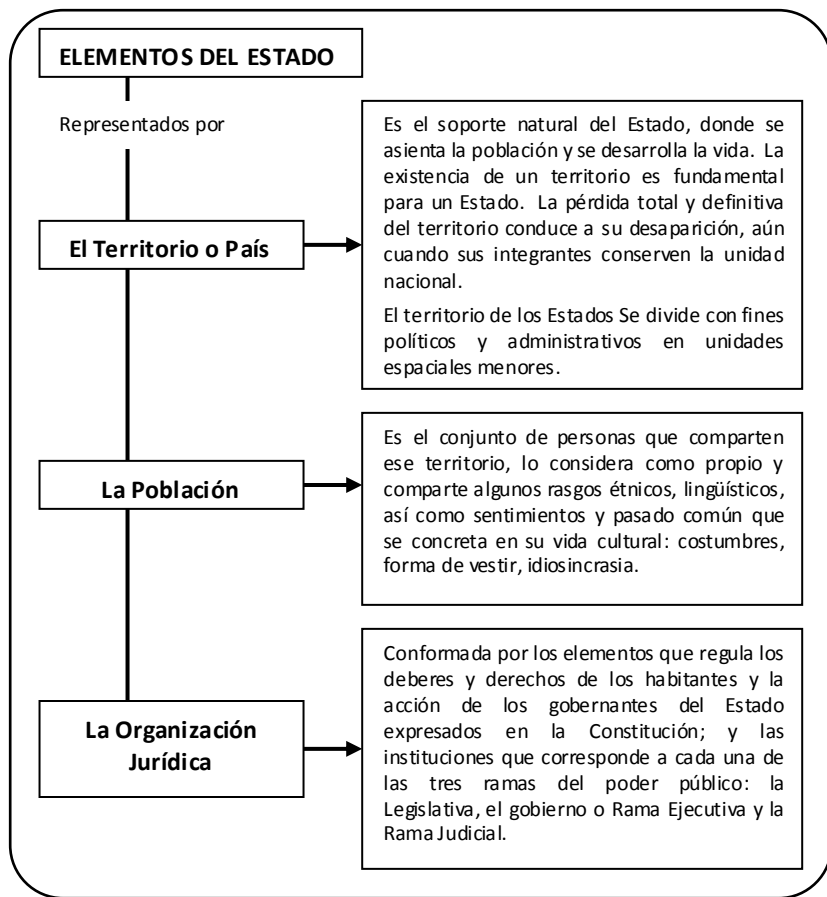 ELEMENTOS DEL ESTADO
Representados por
El Territorio o País
Es el soporte natural del Estado, donde se
asienta la población y se desarrolla la vida. La
existencia de un territorio es fundamental
para un Estado. La pérdida total y definitiva
del territorio conduce a su desaparición, aún
cuando sus integrantes conserven la unidad
nacional.
El territorio de los Estados Se divide con fines
políticos y administrativos en unidades
espaciales menores.
La Población
Es el conjunto de personas que comparten
ese territorio, lo considera como propio y
comparte algunos rasgos étnicos, lingüísticos,
así como sentimientos y pasado común que
se concreta en su vida cultural: costumbres,
forma de vestir, idiosincrasia.
La Organización
Jurídica
Conformada por los elementos que regula los
deberes y derechos de los habitantes y la
acción de los gobernantes del Estado
expresados en la Constitución; y las
instituciones que corresponde a cada una de
las tres ramas del poder público: la
Legislativa, el gobierno o Rama Ejecutiva y la
Rama Judicial.